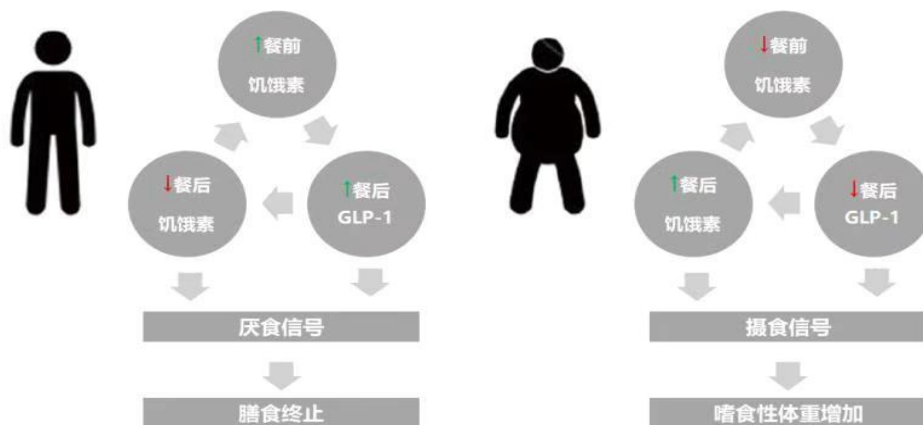 ↑餐前
饥饿素
↓餐后
饥饿素
↑餐后
GLP-1
厌食信号
膳食终止
↓餐前
饥饿素
↑餐后
饥饿素
↓餐后
GLP-1
摄食信号
嗜食性体重增加